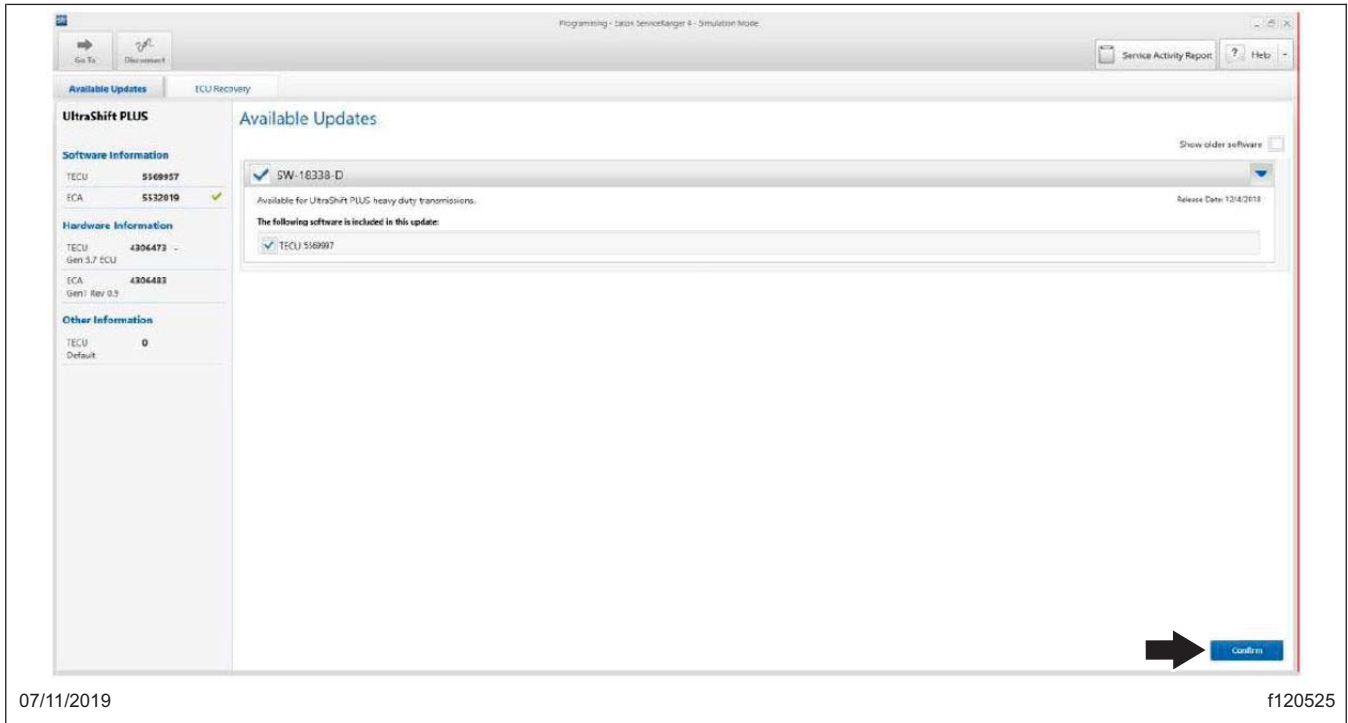 Programming - Eaton ServiceRanger 4 - Simulation Mode
Go To
Disconnect
Service Activity Report
? Help
Available Updates
ECU Recovery
UltraShift PLUS
Available Updates
Show older software
Software Information
TECU 5569957
ECA 5532019
SW-18338-D
Available for UltraShift PLUS heavy duty transmissions.
Release Date: 12/4/2018
The following software is included in this update:
TECU 5569997
Hardware Information
TECU 4306473 -
Gen 3.7 ECU
ECA 4306483
Gen1 Rev 0.9
Other Information
TECU 0
Default
Confirm
07/11/2019
f120525